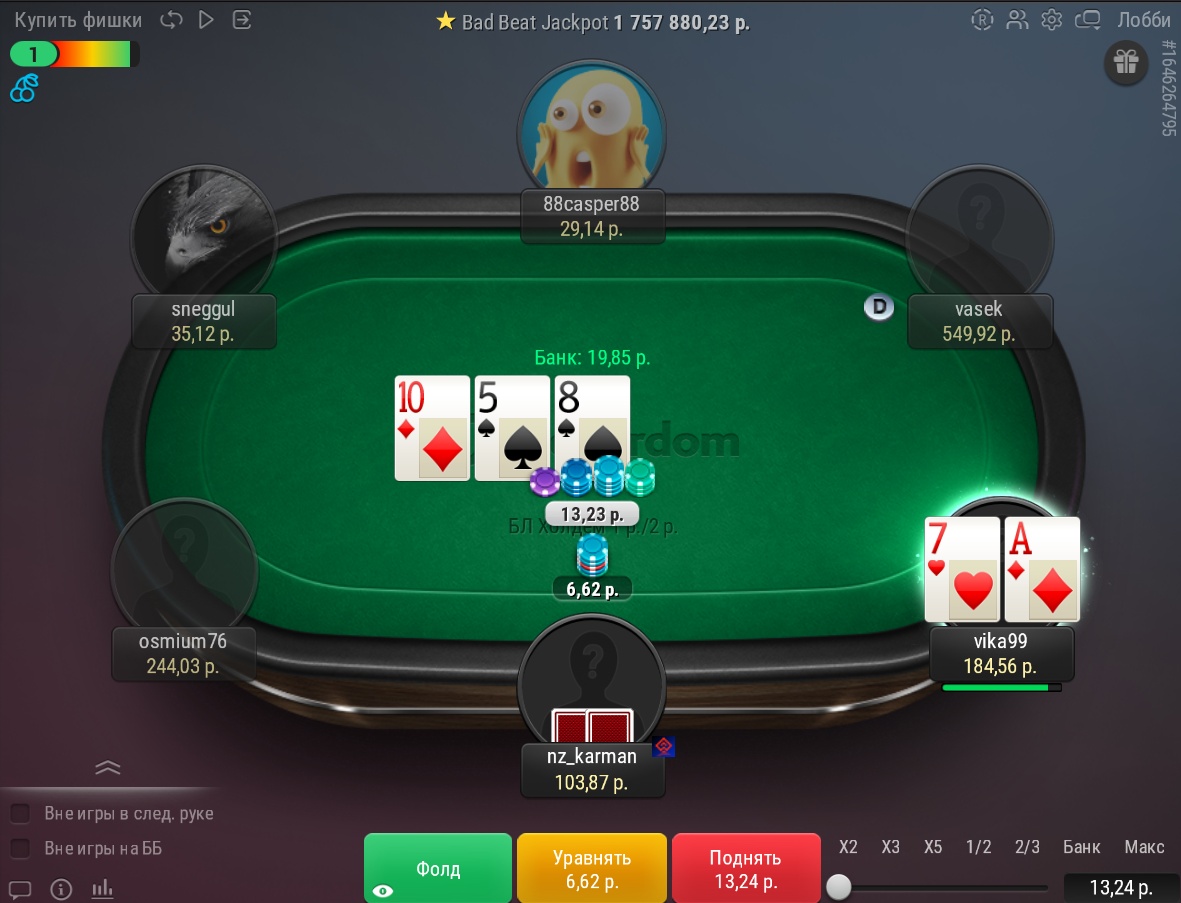 Купить фишки
Bad Beat Jackpot 1 757 880,23 р.
R
Лобби
1
#1646264795
88casper88
29,14 р.
sneggul
35,12 р.
vasek
549,92 р.
D
Банк: 19,85 р.
10 5 8
rdom
13,23 р.
БЛ Холдем 1 р./2 р.
6,62 р.
7 A
osmium76
244,03 р.
vika99
184,56 р.
nz_karman
103,87 р.
Вне игры в след. руке
Вне игры на ББ
Фолд
Уравнять
6,62 р.
Поднять
13,24 р.
X2 X3 X5 1/2 2/3 Банк Макс
13,24 р.